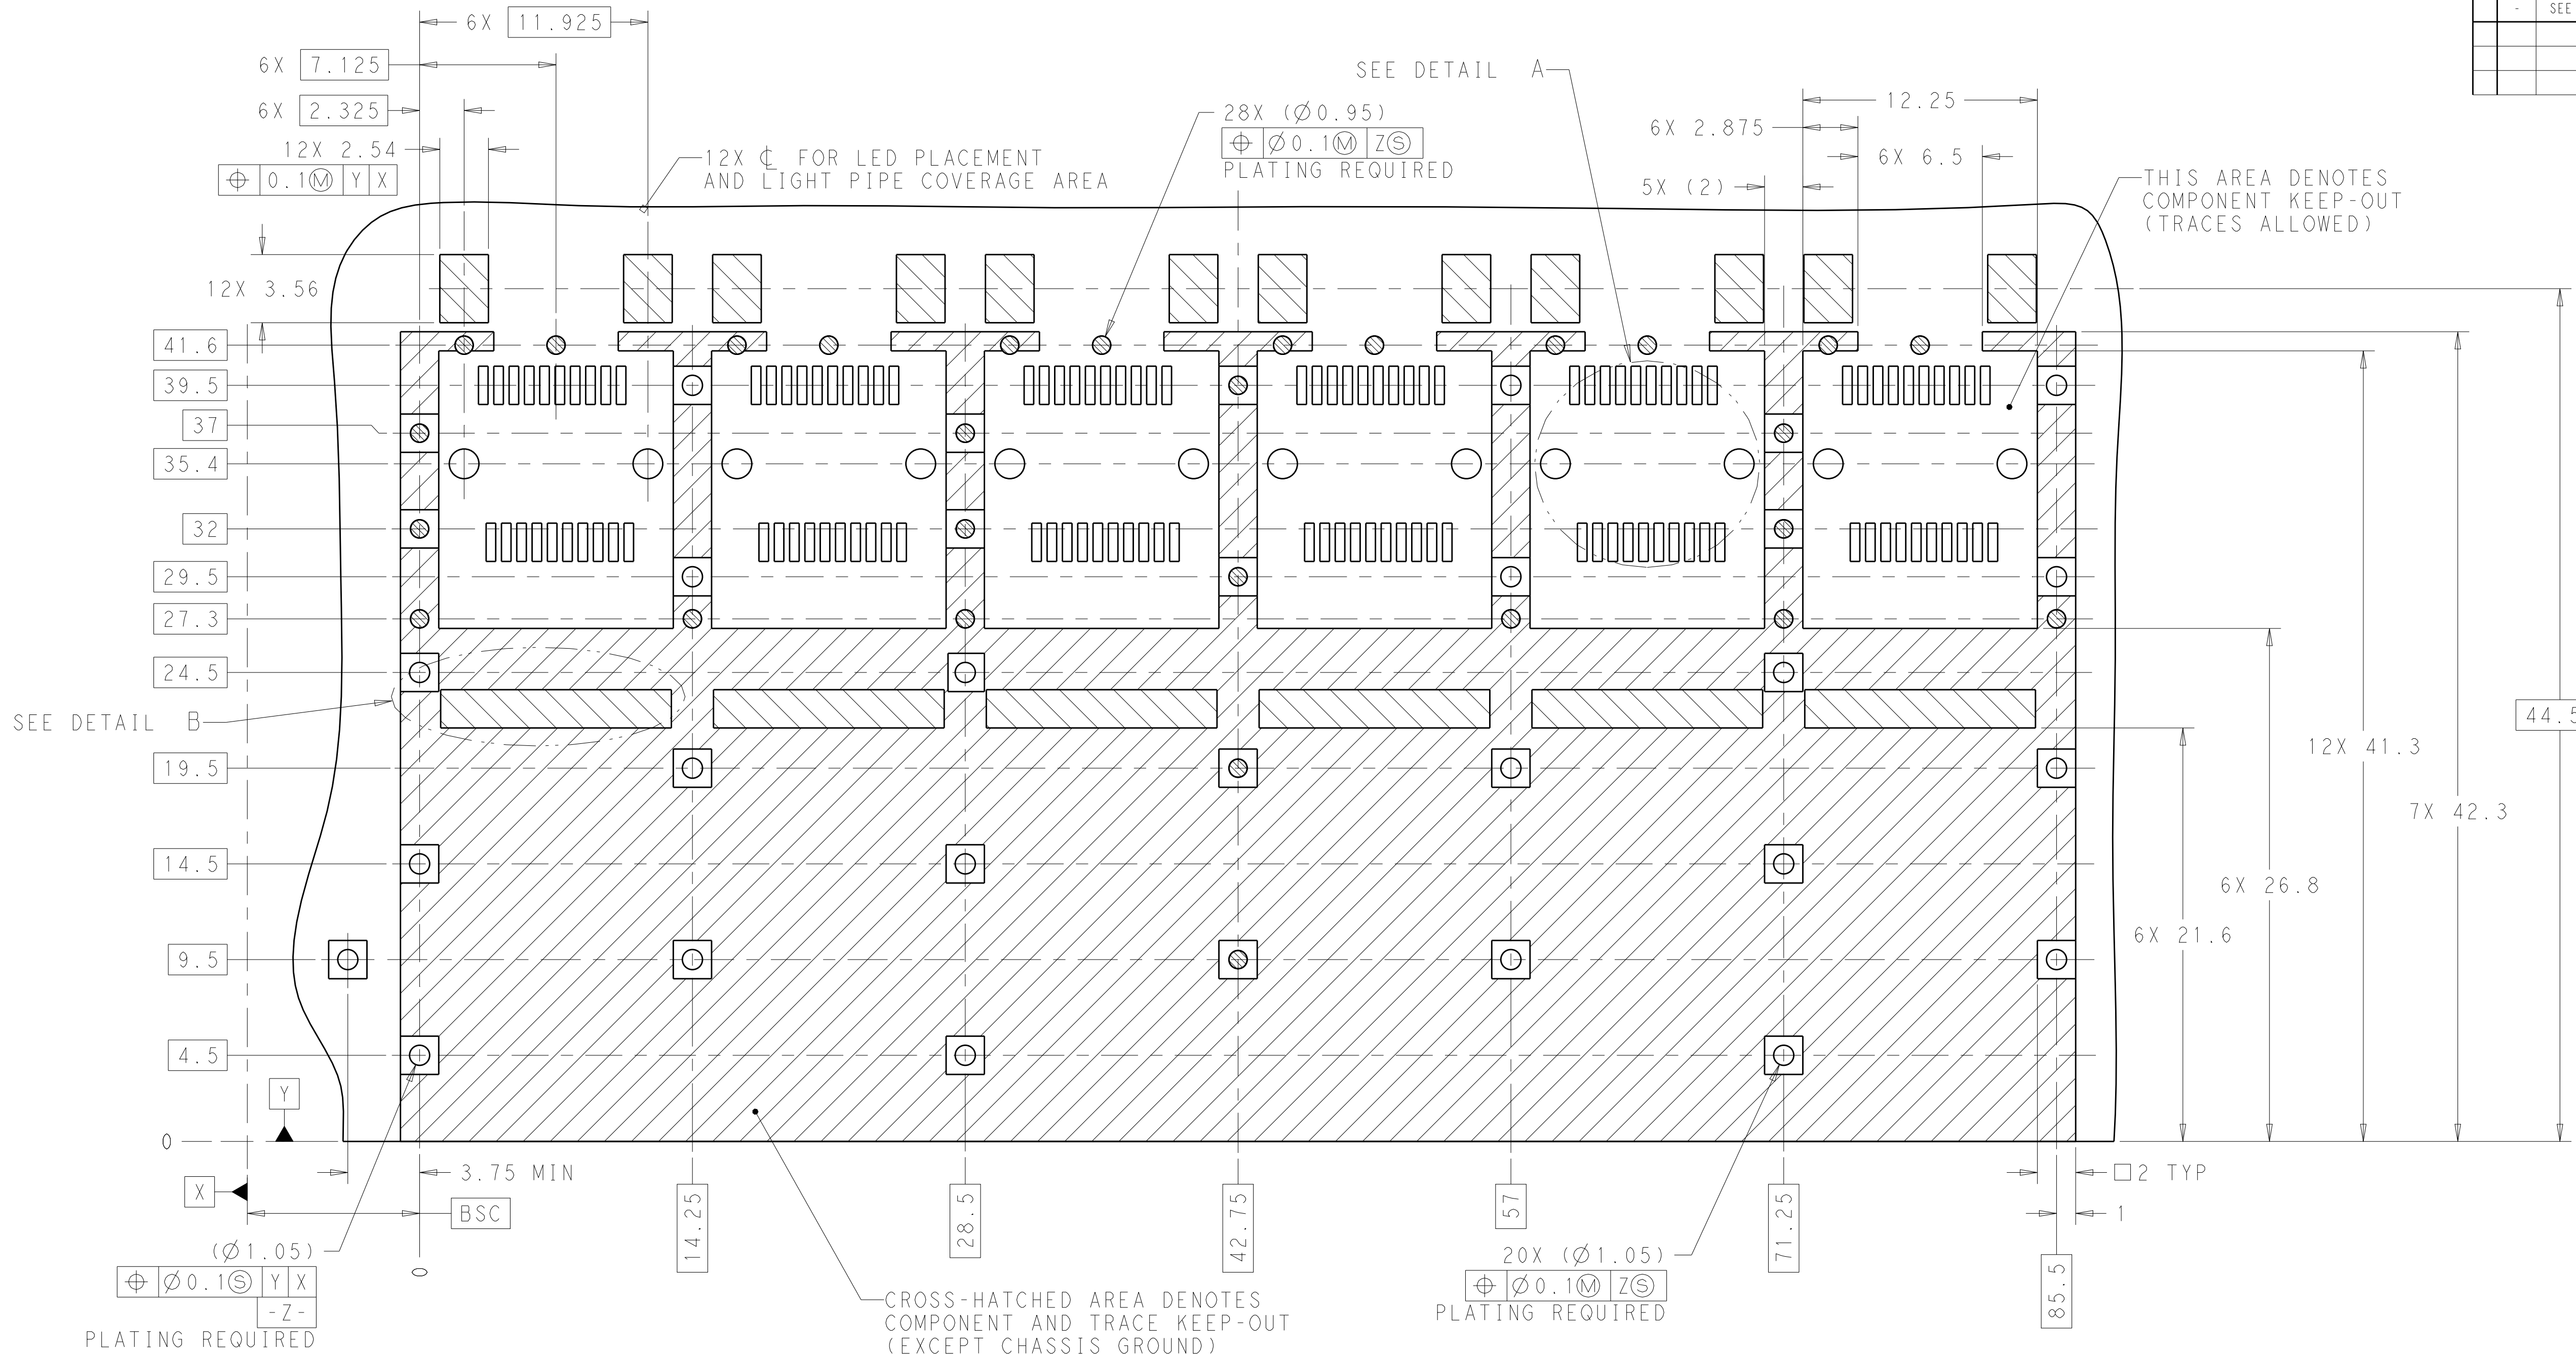 - SEE
6X 11.925
6X 7.125
6X 2.325
12X 2.54
⌖ 0.1Ⓜ Y X
12X ℄ FOR LED PLACEMENT
AND LIGHT PIPE COVERAGE AREA
28X (Ø0.95)
⌖ Ø0.1Ⓜ ZⓈ
PLATING REQUIRED
SEE DETAIL A
12.25
6X 2.875
6X 6.5
5X (2)
THIS AREA DENOTES
COMPONENT KEEP-OUT
(TRACES ALLOWED)
12X 3.56
41.6
39.5
37
35.4
32
29.5
27.3
24.5
SEE DETAIL B
19.5
14.5
9.5
4.5
Y
0
X
3.75 MIN
BSC
(Ø1.05)
⌖ Ø0.1Ⓢ Y X
-Z-
PLATING REQUIRED
0
14.25
28.5
42.75
57
71.25
85.5
CROSS-HATCHED AREA DENOTES
COMPONENT AND TRACE KEEP-OUT
(EXCEPT CHASSIS GROUND)
20X (Ø1.05)
⌖ Ø0.1Ⓜ ZⓈ
PLATING REQUIRED
□2 TYP
1
6X 21.6
6X 26.8
12X 41.3
7X 42.3
44.5